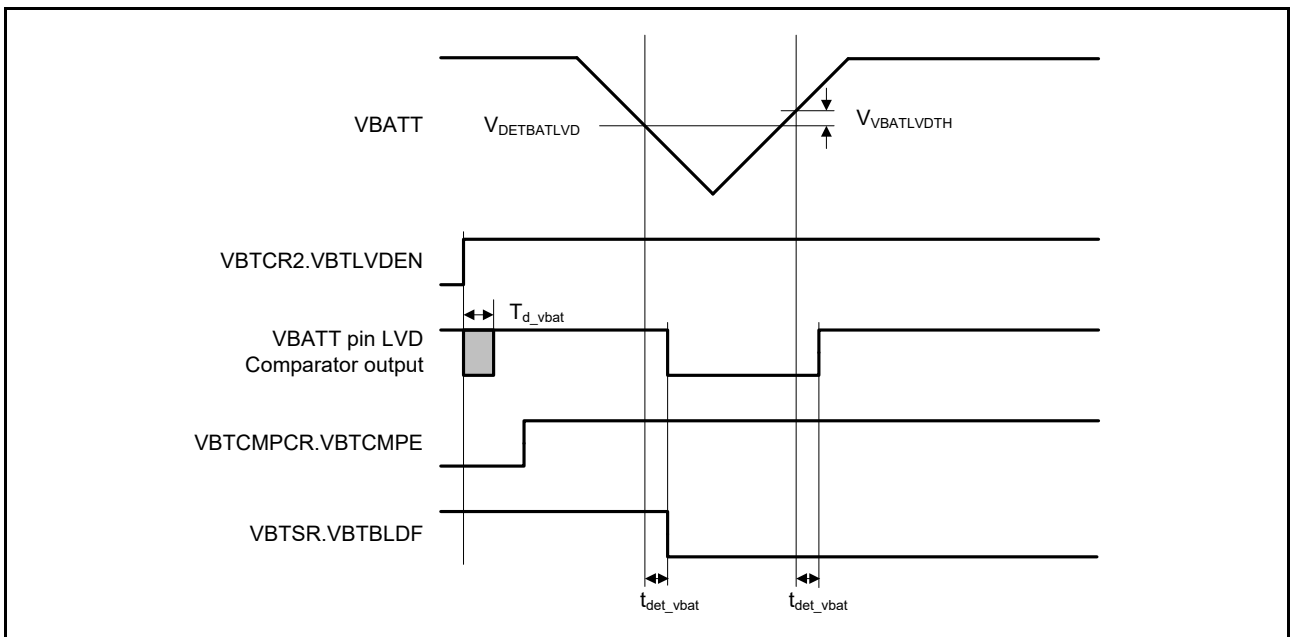 VBATT
VDETBATLVD
VVBATLVDTH
VBTCR2.VBTLVDEN
Td_vbat
VBATT pin LVD
Comparator output
VBTCMPCR.VBTCMPE
VBTSR.VBTBLDF
tdet_vbat
tdet_vbat